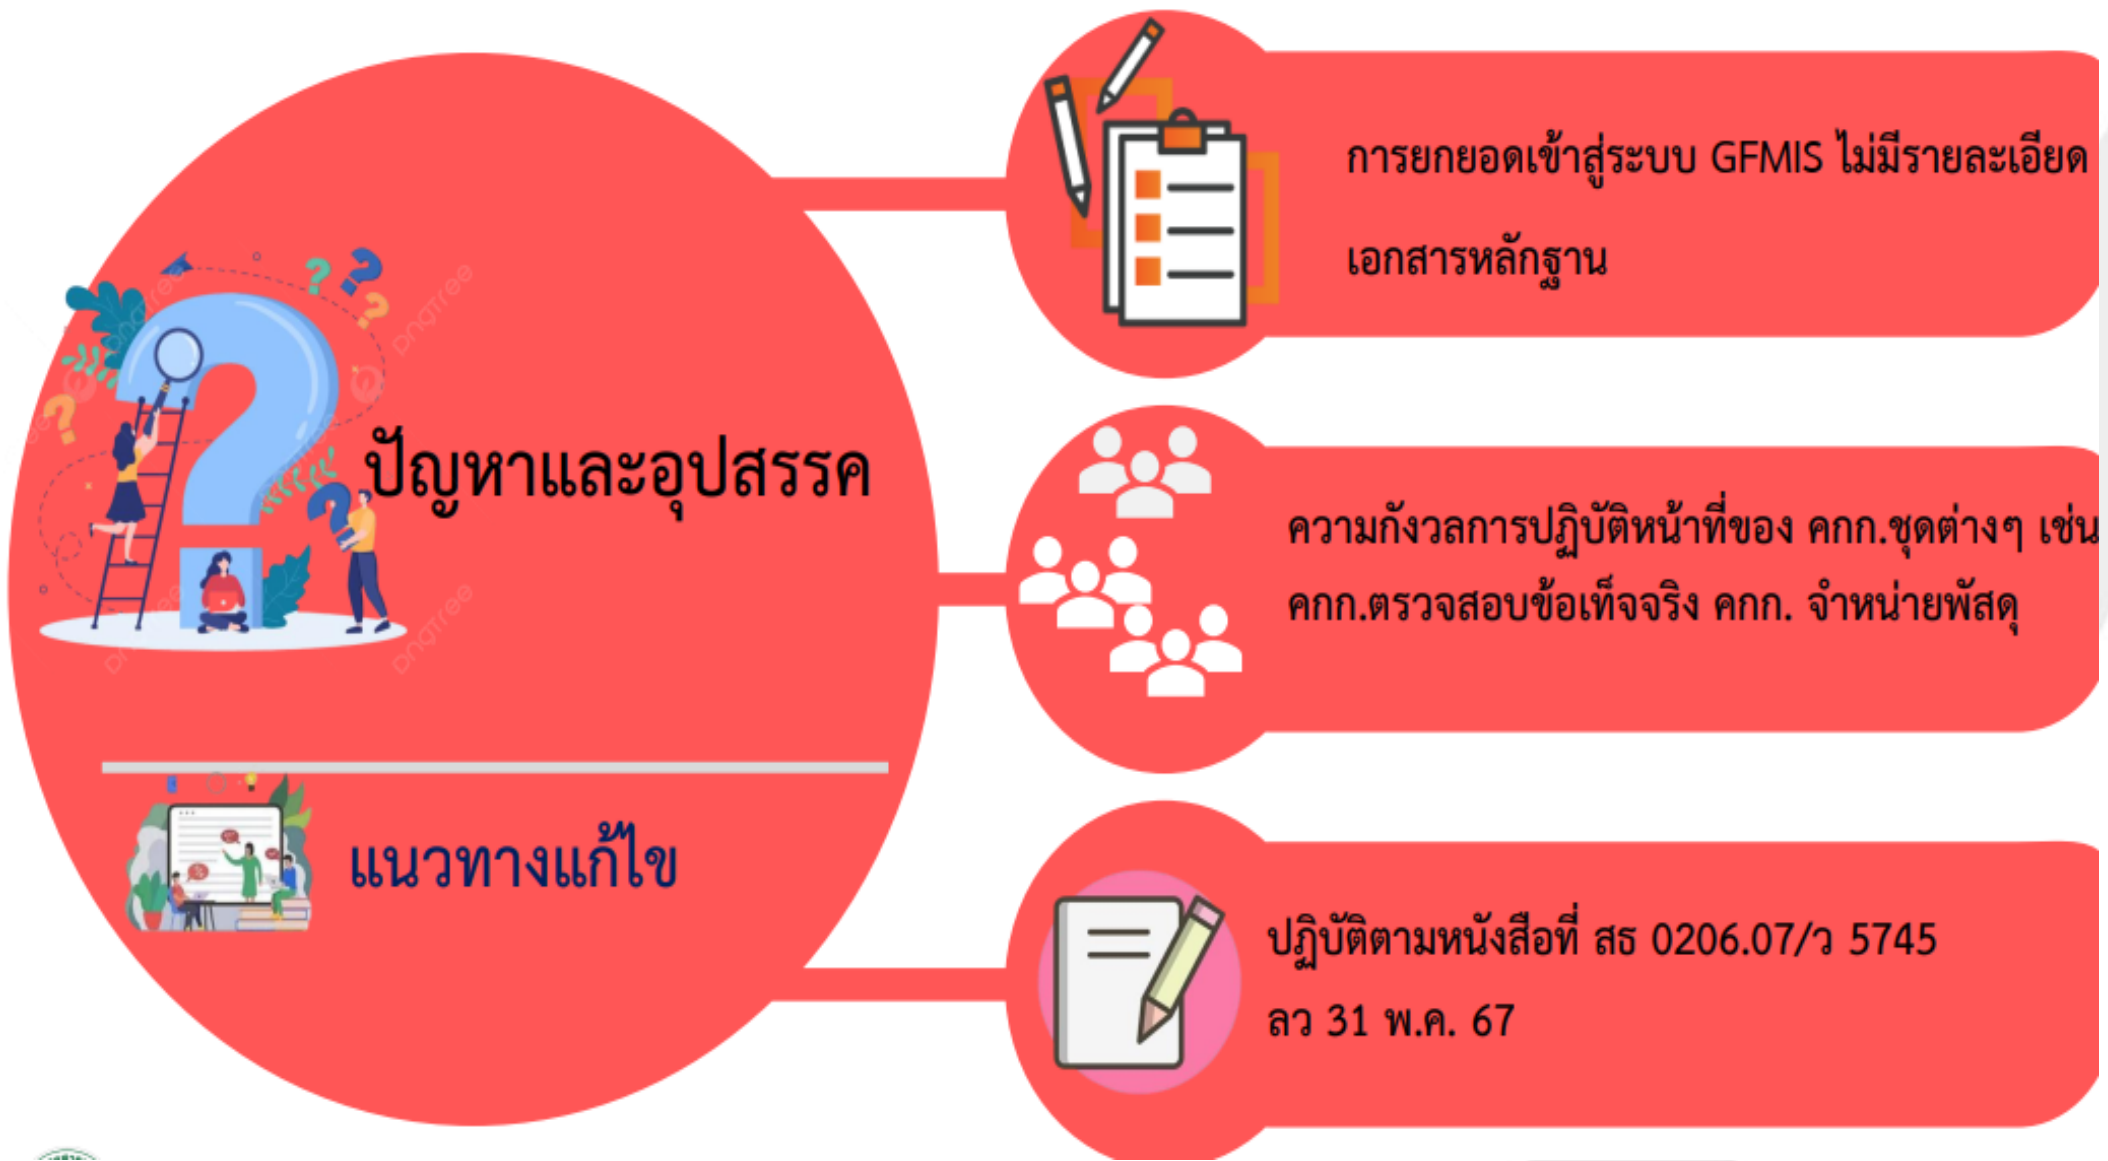 ปัญหาและอุปสรรค
แนวทางแก้ไข
การยกยอดเข้าสู่ระบบ GFMIS ไม่มีรายละเอียด
เอกสารหลักฐาน
ความกังวลการปฏิบัติหน้าที่ของ คกก.ชุดต่างๆ เช่น
คกก.ตรวจสอบข้อเท็จจริง คกก. จำหน่ายพัสดุ
ปฏิบัติตามหนังสือที่ สธ 0206.07/ว 5745
ลว 31 พ.ค. 67